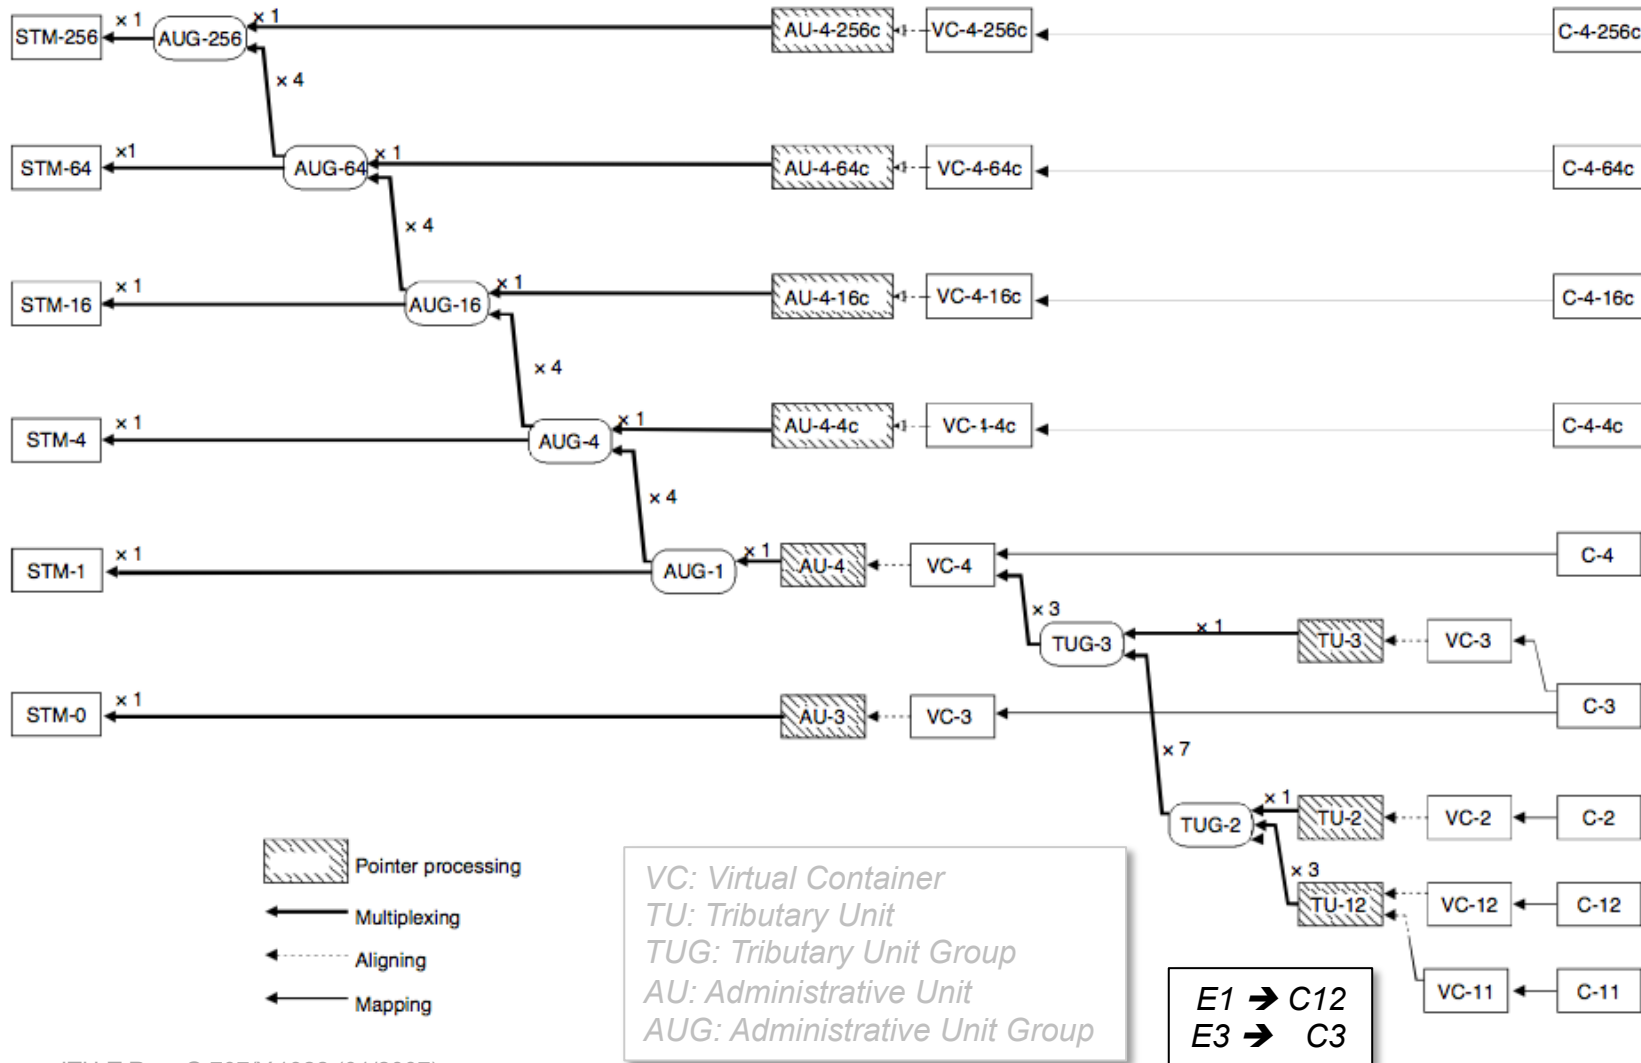 × 1
× 1
STM-256
AUG-256
AU-4-256c
VC-4-256c
C-4-256c
× 4
×1
× 1
STM-64
AUG-64
AU-4-64c
VC-4-64c
C-4-64c
× 4
× 1
× 1
STM-16
AUG-16
AU-4-16c
VC-4-16c
C-4-16c
× 4
× 1
× 1
STM-4
AUG-4
AU-4-4c
VC-4-4c
C-4-4c
× 4
× 1
× 1
STM-1
AUG-1
AU-4
VC-4
C-4
× 3
× 1
TUG-3
TU-3
VC-3
× 1
STM-0
AU-3
VC-3
C-3
× 7
× 1
TUG-2
TU-2
VC-2
C-2
× 3
TU-12
VC-12
C-12
VC-11
C-11
Pointer processing
Multiplexing
Aligning
Mapping
VC: Virtual Container
TU: Tributary Unit
TUG: Tributary Unit Group
AU: Administrative Unit
AUG: Administrative Unit Group
E1 ➔ C12
E3 ➔ C3